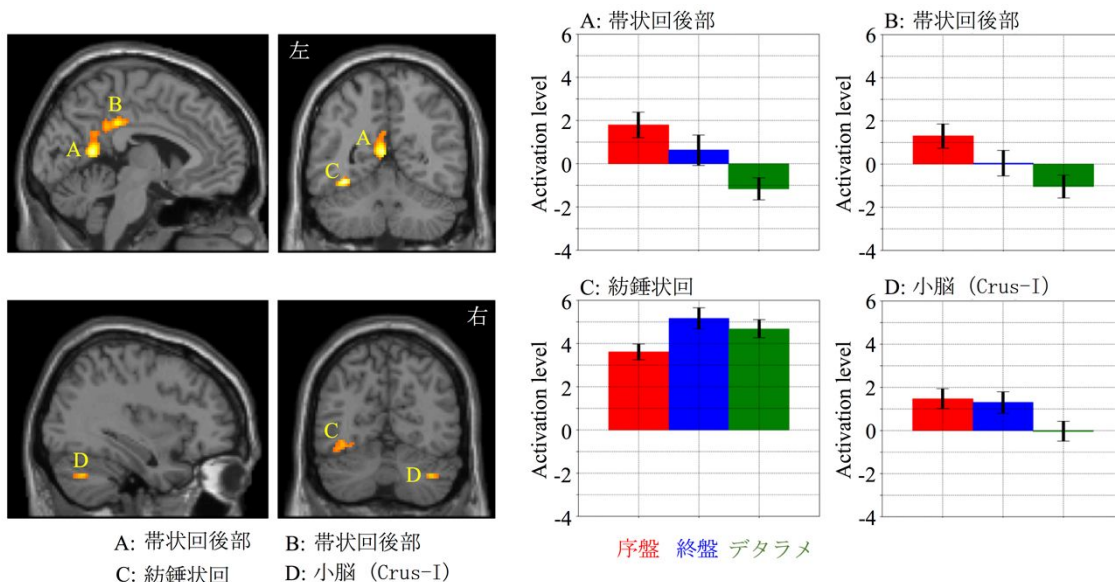 左
B
A
A
C
右
C
D
D
A: 帯状回後部
B: 帯状回後部
C: 紡錘状回
D: 小脳 (Crus-I)
A: 帯状回後部
6
4
2
0
-2
-4
Activation level
B: 帯状回後部
6
4
2
0
-2
-4
Activation level
C: 紡錘状回
6
4
2
0
-2
-4
Activation level
D: 小脳 (Crus-I)
6
4
2
0
-2
-4
Activation level
序盤 終盤 デタラメ